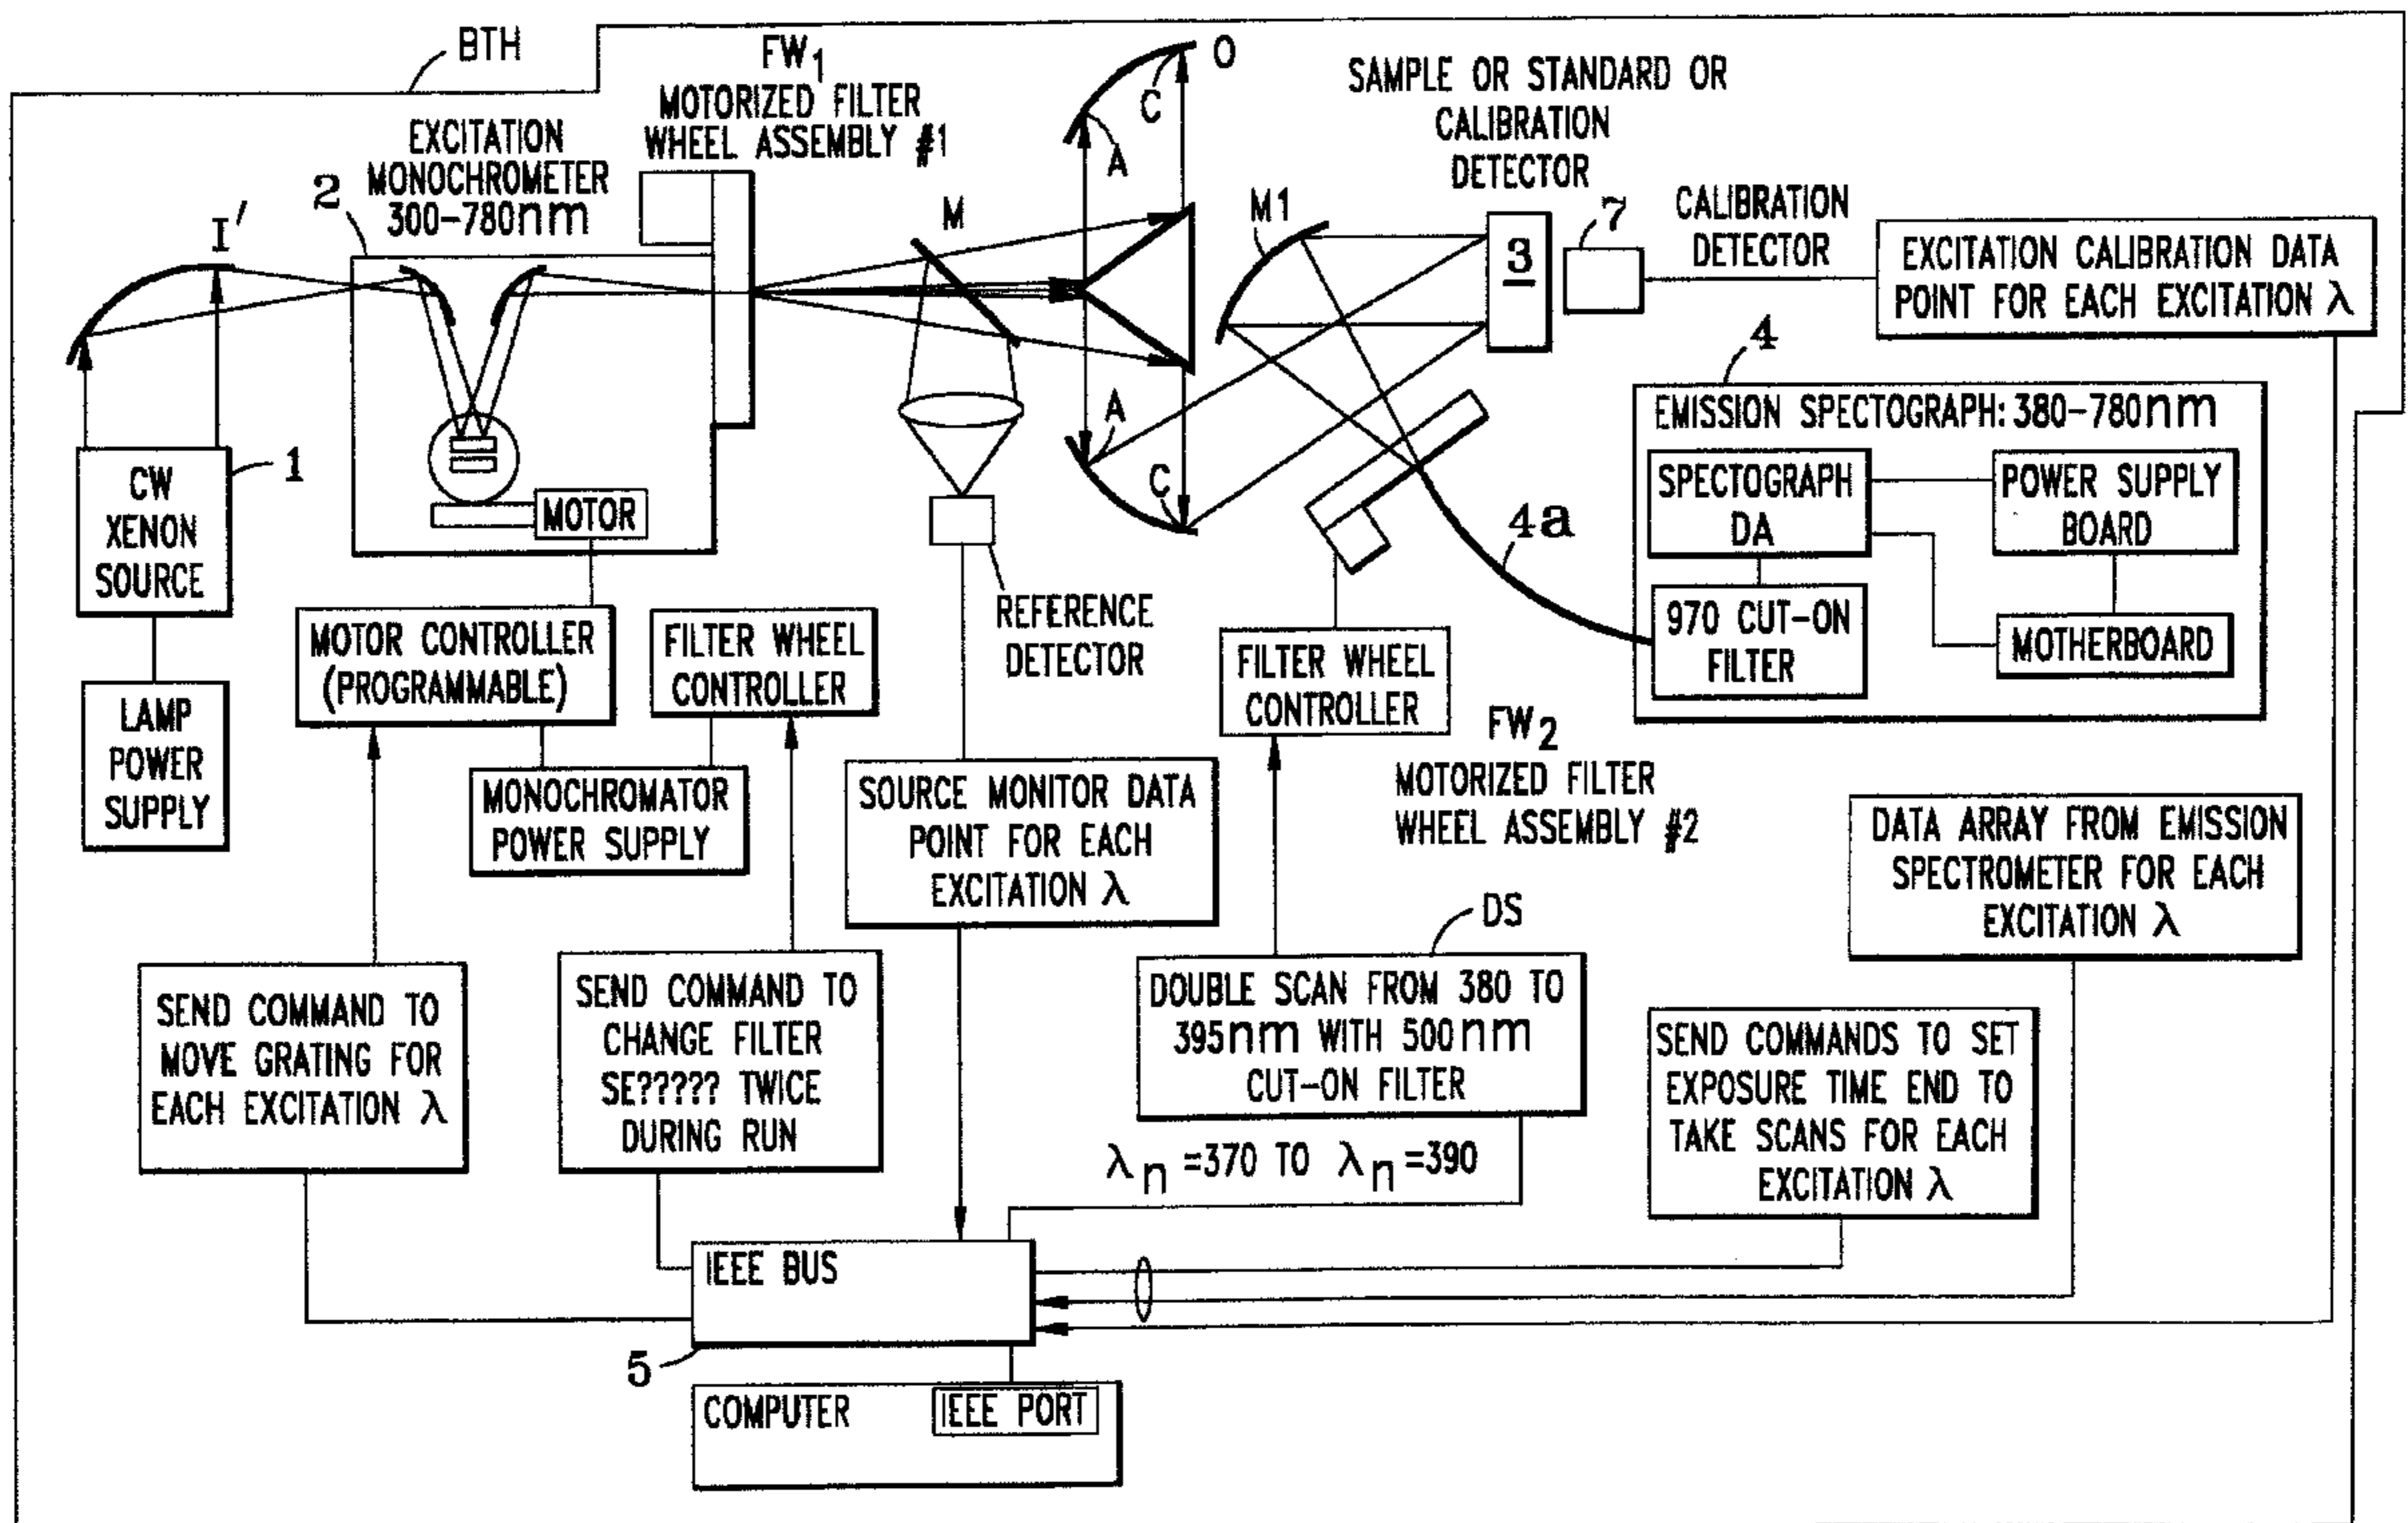 BTH
FW1
MOTORIZED FILTER
WHEEL ASSEMBLY #1
EXCITATION
MONOCHROMETER
300-780nm
2
I'
M
A
C
O
A
C
SAMPLE OR STANDARD OR
CALIBRATION
DETECTOR
M1
3
7
CALIBRATION
DETECTOR
EXCITATION CALIBRATION DATA
POINT FOR EACH EXCITATION λ
4
EMISSION SPECTOGRAPH: 380-780nm
SPECTOGRAPH
DA
POWER SUPPLY
BOARD
970 CUT-ON
FILTER
MOTHERBOARD
4a
CW
XENON
SOURCE
1
LAMP
POWER
SUPPLY
MOTOR
MOTOR CONTROLLER
(PROGRAMMABLE)
FILTER WHEEL
CONTROLLER
MONOCHROMATOR
POWER SUPPLY
REFERENCE
DETECTOR
SOURCE MONITOR DATA
POINT FOR EACH
EXCITATION λ
FILTER WHEEL
CONTROLLER
FW2
MOTORIZED FILTER
WHEEL ASSEMBLY #2
DATA ARRAY FROM EMISSION
SPECTROMETER FOR EACH
EXCITATION λ
SEND COMMAND TO
MOVE GRATING FOR
EACH EXCITATION λ
SEND COMMAND TO
CHANGE FILTER
SE????? TWICE
DURING RUN
DS
DOUBLE SCAN FROM 380 TO
395nm WITH 500nm
CUT-ON FILTER
λn =370 TO λn =390
SEND COMMANDS TO SET
EXPOSURE TIME END TO
TAKE SCANS FOR EACH
EXCITATION λ
IEEE BUS
5
COMPUTER
IEEE PORT